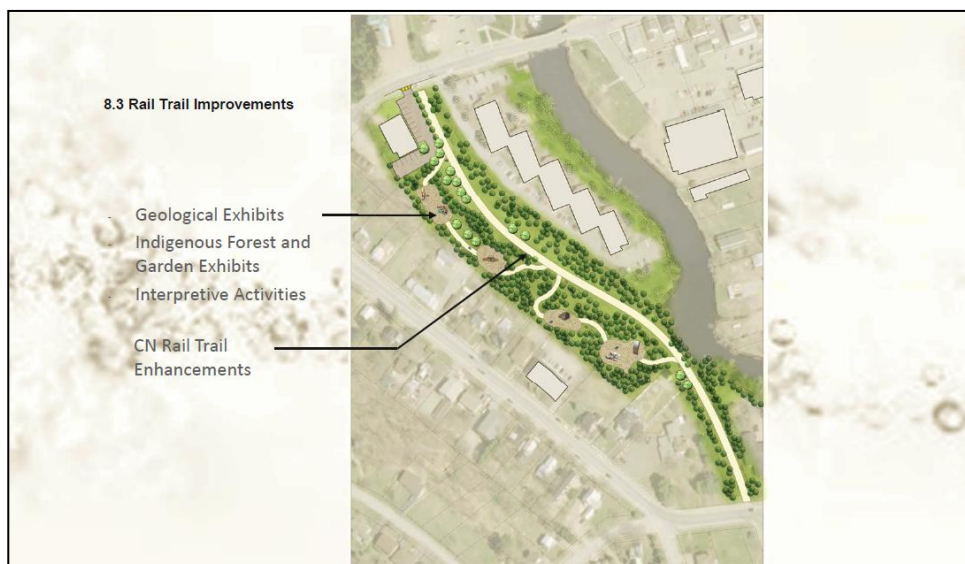 8.3 Rail Trail Improvements
- Geological Exhibits
- Indigenous Forest and
Garden Exhibits
- Interpretive Activities
CN Rail Trail
Enhancements